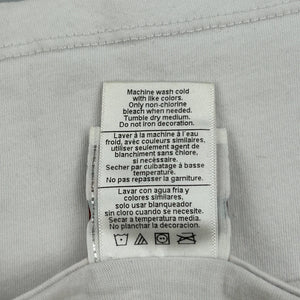 Machine wash cold
with like colors.
Only non-chlorine
bleach when needed.
Tumble dry medium.
Do not iron decoration.
Laver à la machine à l'eau
froid, avec couleurs similaires,
utiliser seulement agent de
blanchiment sans chlore,
si necessaire.
Secher par culbatage à basse
temperature.
No pas repasser la garniture.
Lavar con agua fria y
colores similares,
solo usar blanqueador
sin cloro cuando se necesite.
Secar a temperatura media.
No planchar la decoracion.